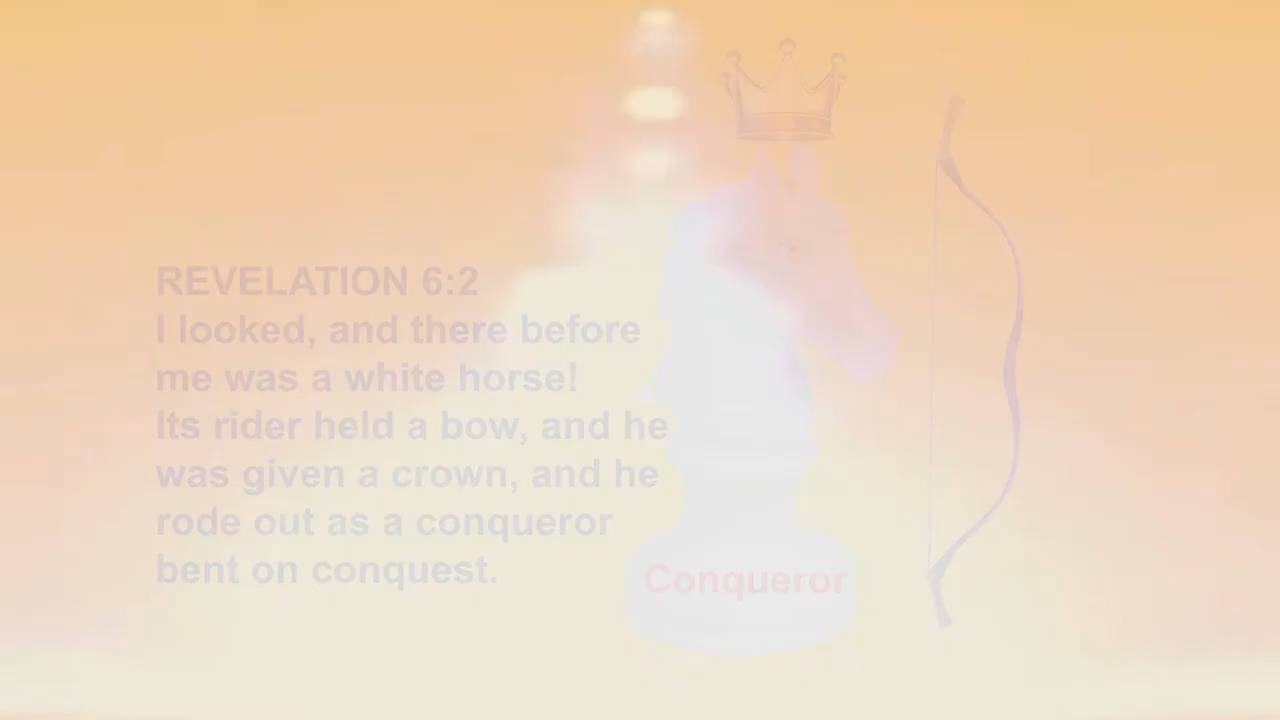 REVELATION 6:2
I looked, and there before
me was a white horse!
Its rider held a bow, and he
was given a crown, and he
rode out as a conqueror
bent on conquest.
Conqueror